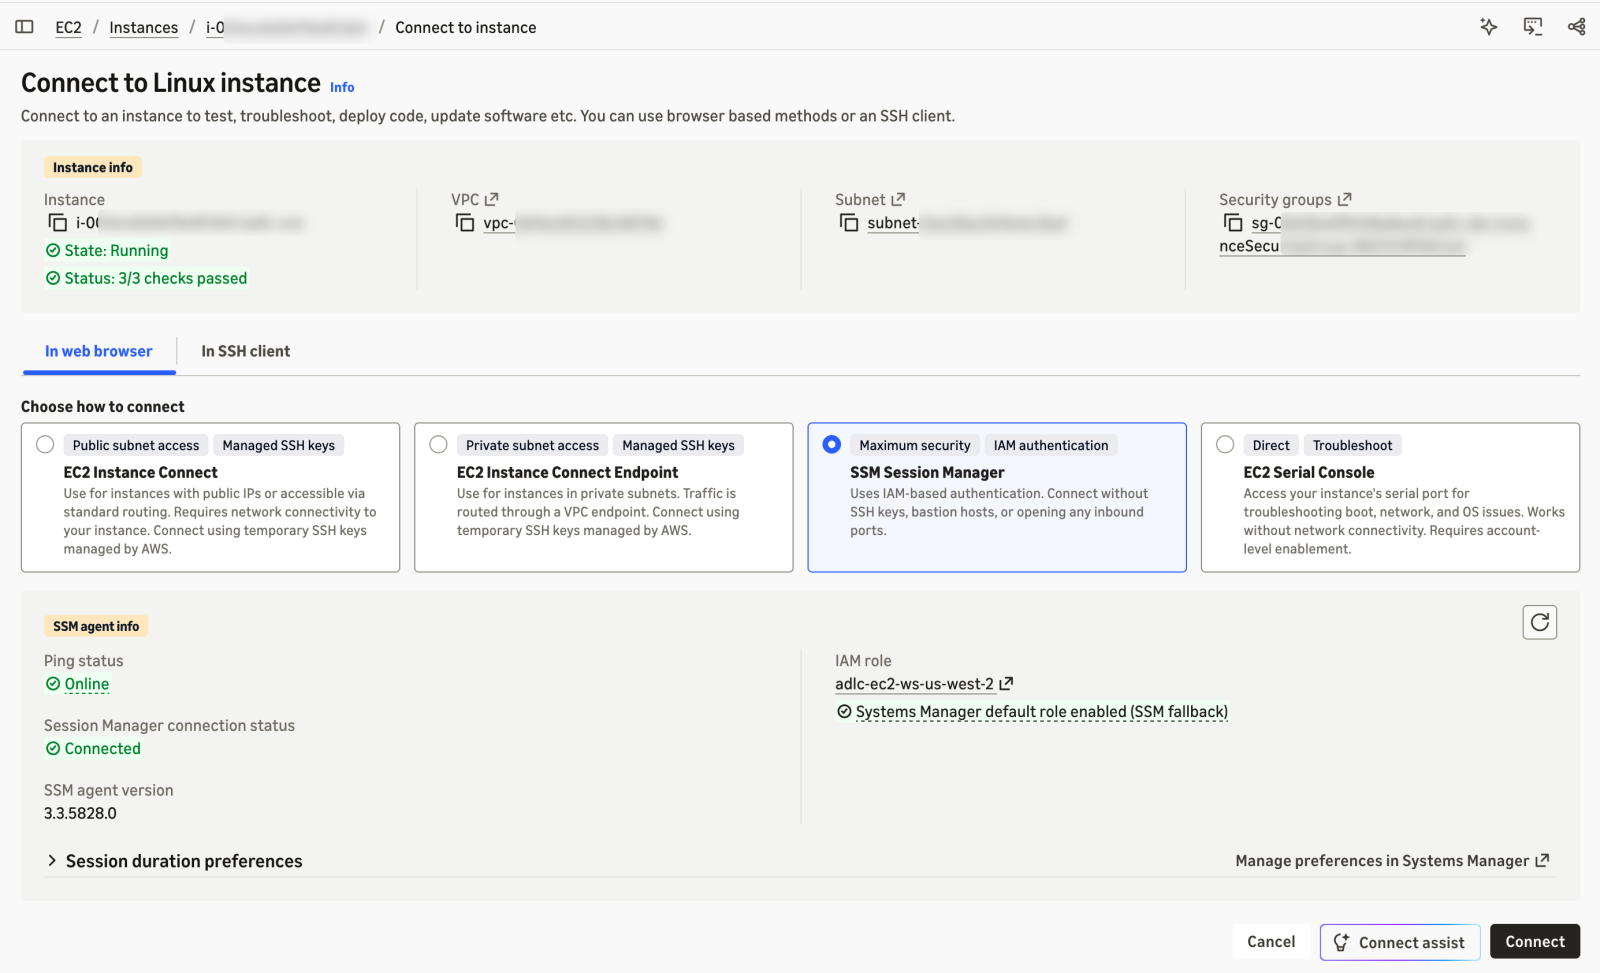 EC2 / Instances / i-0 / Connect to instance
Connect to Linux instance Info
Connect to an instance to test, troubleshoot, deploy code, update software etc. You can use browser based methods or an SSH client.
Instance info
Instance
i-0
State: Running
Status: 3/3 checks passed
VPC
vpc-
Subnet
subnet-
Security groups
sg-0
nceSecu
In web browser
In SSH client
Choose how to connect
Public subnet access Managed SSH keys
EC2 Instance Connect
Use for instances with public IPs or accessible via
standard routing. Requires network connectivity to
your instance. Connect using temporary SSH keys
managed by AWS.
Private subnet access Managed SSH keys
EC2 Instance Connect Endpoint
Use for instances in private subnets. Traffic is
routed through a VPC endpoint. Connect using
temporary SSH keys managed by AWS.
Maximum security IAM authentication
SSM Session Manager
Uses IAM-based authentication. Connect without
SSH keys, bastion hosts, or opening any inbound
ports.
Direct Troubleshoot
EC2 Serial Console
Access your instance's serial port for
troubleshooting boot, network, and OS issues. Works
without network connectivity. Requires account-
level enablement.
SSM agent info
Ping status
Online
Session Manager connection status
Connected
SSM agent version
3.3.5828.0
IAM role
adlc-ec2-ws-us-west-2
Systems Manager default role enabled (SSM fallback)
Session duration preferences
Manage preferences in Systems Manager
Cancel
Connect assist
Connect